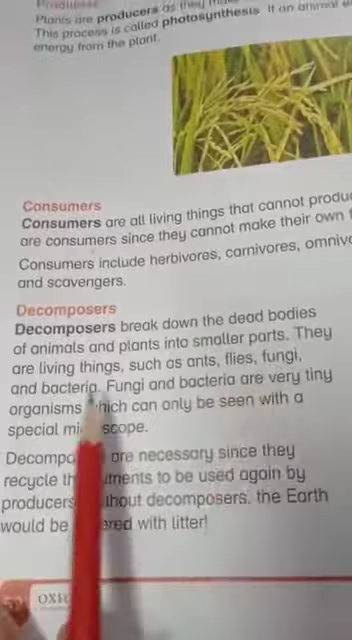 Producers
Plants are producers as they make
This process is called photosynthesis. If an animal
energy from the plant.
Consumers
Consumers are all living things that cannot
are consumers since they cannot make their own
Consumers include herbivores, carnivores,
and scavengers.
Decomposers
Decomposers break down the dead bodies
of animals and plants into smaller parts. They
are living things, such as ants, flies, fungi,
and bacteria. Fungi and bacteria are very tiny
organisms which can only be seen with a
special mi scope.
Decompo are necessary since they
recycle th utrients to be used again by
producers thout decomposers, the Earth
would be ered with litter!